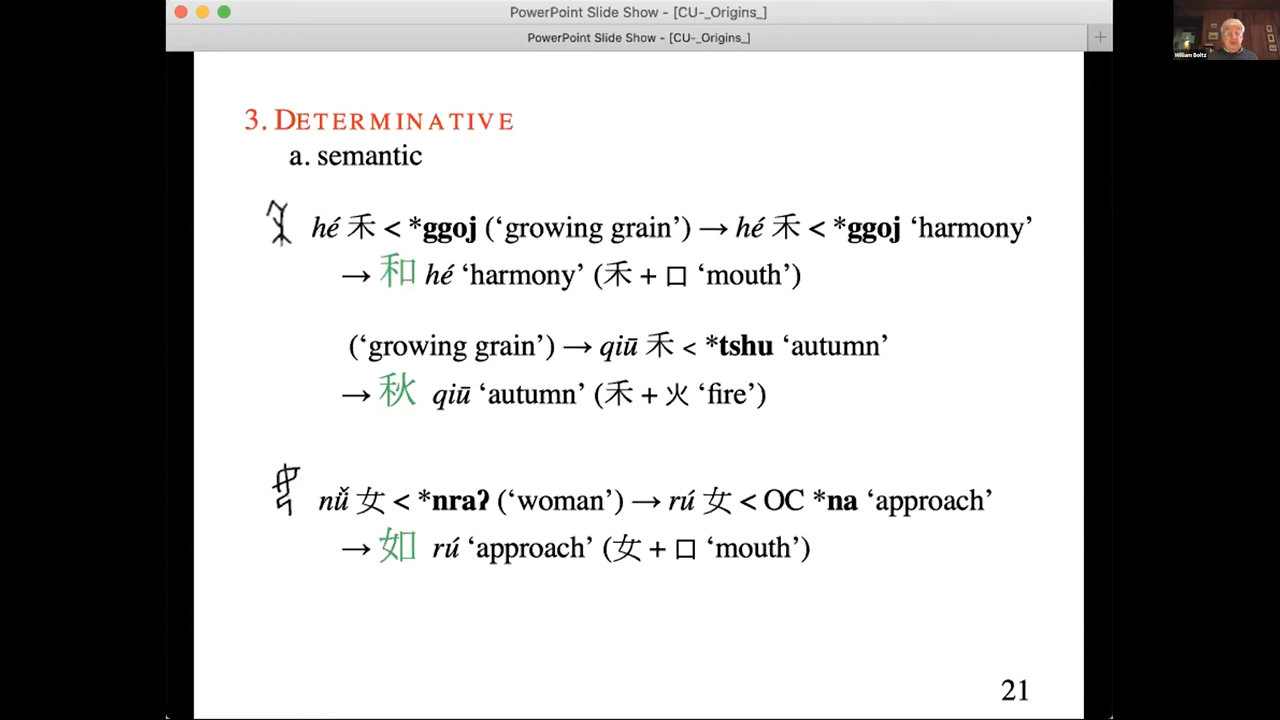 PowerPoint Slide Show - [CU-_Origins_]
PowerPoint Slide Show - [CU-_Origins_]
William Boltz
3. DETERMINATIVE
a. semantic
hé 禾 < *ggoj (‘growing grain’) → hé 禾 < *ggoj ‘harmony’
→ 和 hé ‘harmony’ (禾 + 口 ‘mouth’)
(‘growing grain’) → qiū 禾 < *tshu ‘autumn’
→ 秋 qiū ‘autumn’ (禾 + 火 ‘fire’)
nǚ 女 < *nraʔ (‘woman’) → rú 女 < OC *na ‘approach’
→ 如 rú ‘approach’ (女 + 口 ‘mouth’)
21